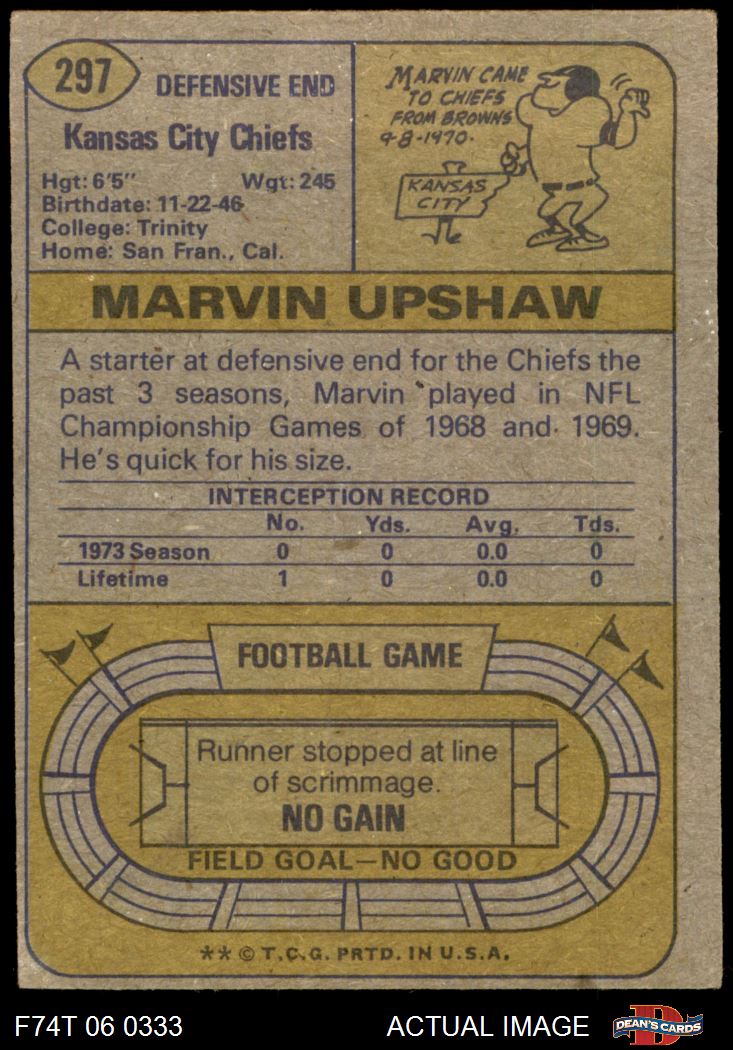 297
DEFENSIVE END
Kansas City Chiefs
Hgt: 6'5" Wgt: 245
Birthdate: 11-22-46
College: Trinity
Home: San Fran., Cal.
MARVIN CAME
TO CHIEFS
FROM BROWNS
9-8-1970.
KANSAS
CITY
MARVIN UPSHAW
A starter at defensive end for the Chiefs the
past 3 seasons, Marvin played in NFL
Championship Games of 1968 and 1969.
He's quick for his size.
INTERCEPTION RECORD
No. Yds. Avg. Tds.
1973 Season 0 0 0.0 0
Lifetime 1 0 0.0 0
FOOTBALL GAME
Runner stopped at line
of scrimmage.
NO GAIN
FIELD GOAL—NO GOOD
** © T.C.G. PRTD. IN U.S.A.
F74T 06 0333 ACTUAL IMAGE D DEAN'S CARDS